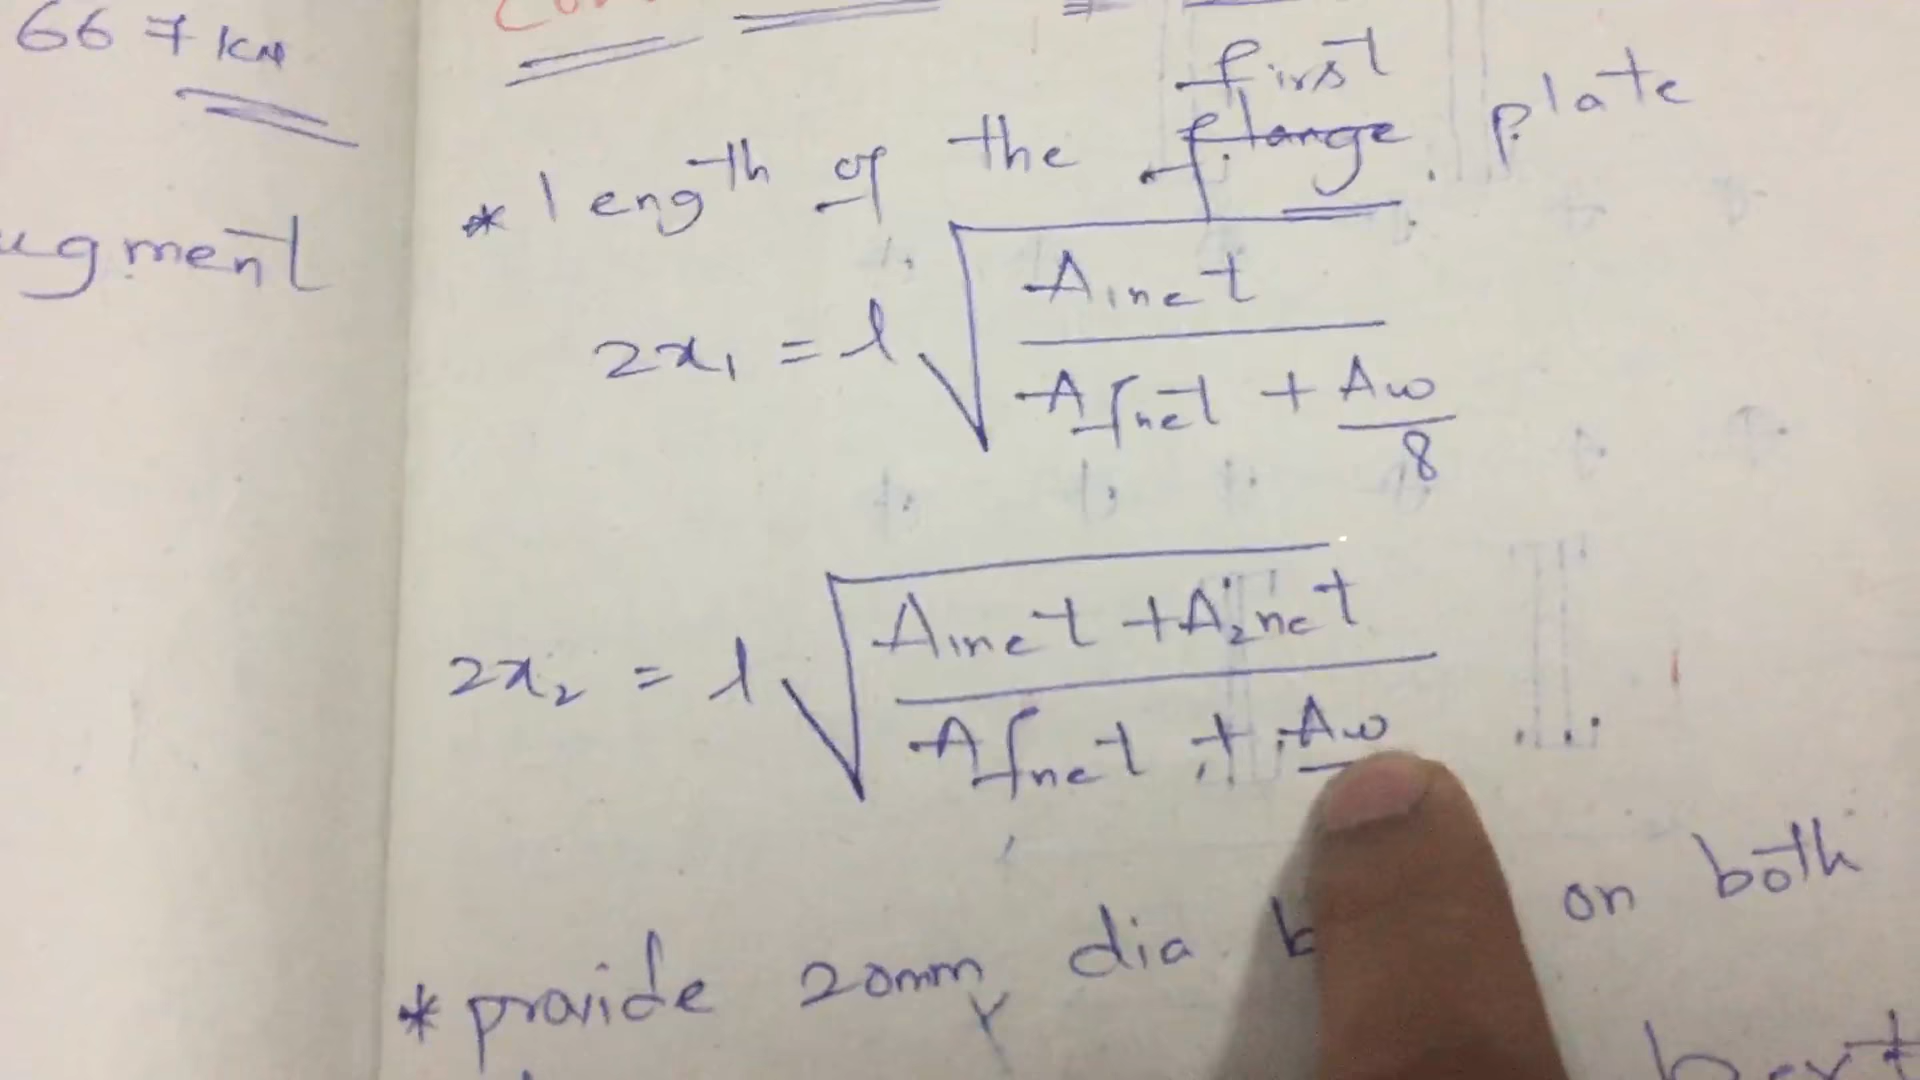 667 KN
ugment
first
* length of the flange plate
2x₁ = l √(A₁net / (Afnet + Aw/8))
2x₂ = l √((A₁net + A₂net) / (Afnet + Aw))
* provide 20mm dia b on both